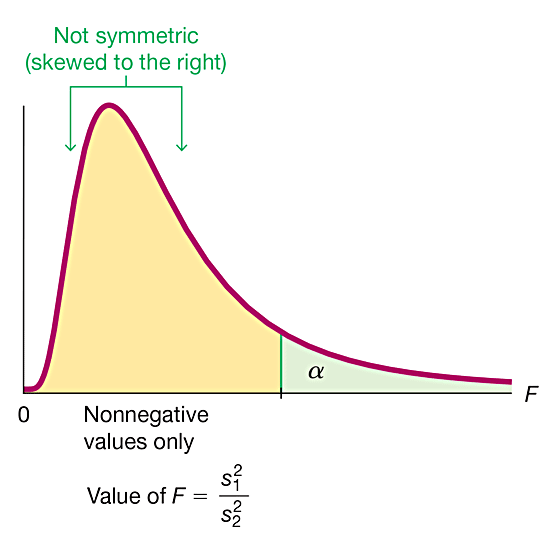 Not symmetric
(skewed to the right)
α
F
0
Nonnegative
values only
Value of F = s₁²/s₂²